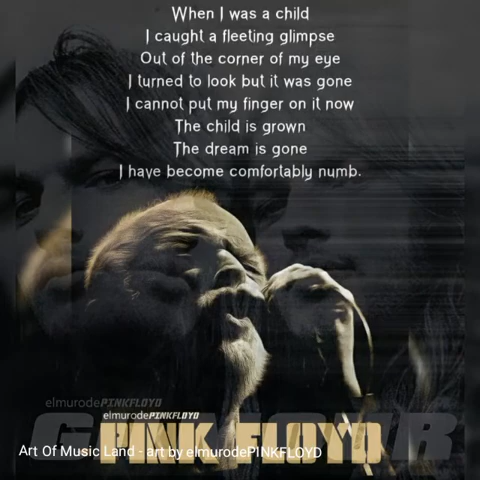 When I was a child
I caught a fleeting glimpse
Out of the corner of my eye
I turned to look but it was gone
I cannot put my finger on it now
The child is grown
The dream is gone
I have become comfortably numb.
elmurodePINKFLOYD
elmurodePINKFLOYD
GILMOUR
PINK FLOYD
Art Of Music Land - art by elmurodePINKFLOYD